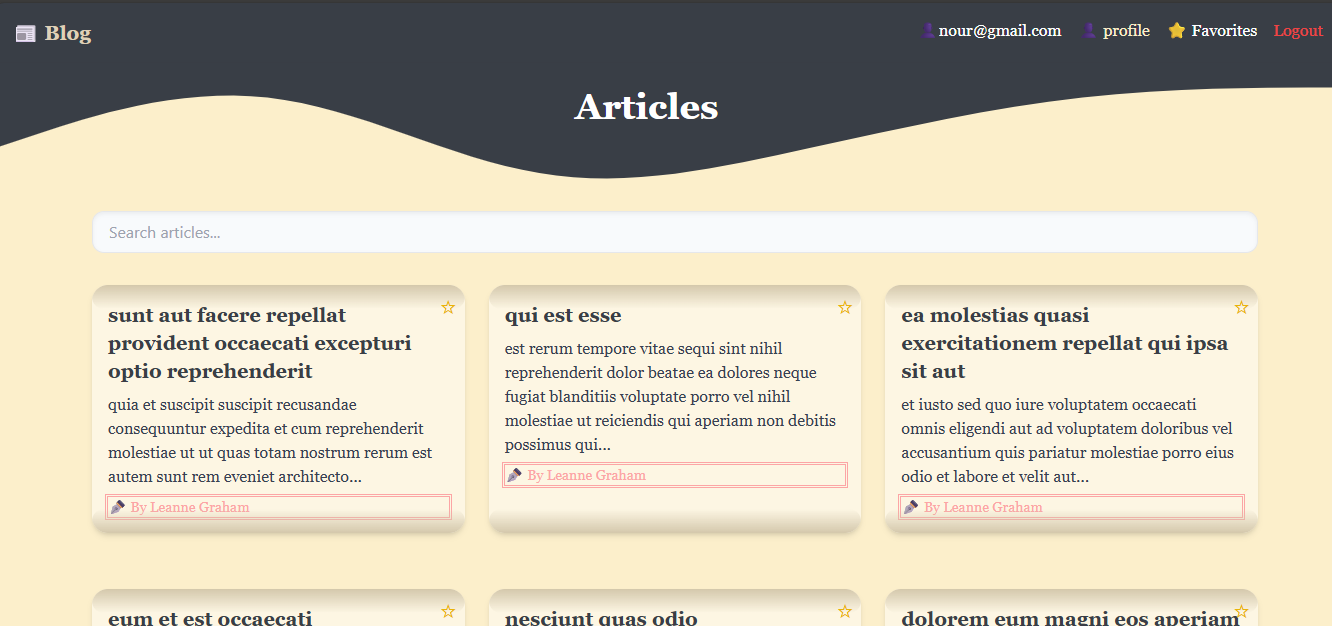 Blog
nour@gmail.com profile Favorites Logout
Articles
Search articles...
sunt aut facere repellat
provident occaecati excepturi
optio reprehenderit
quia et suscipit suscipit recusandae
consequuntur expedita et cum reprehenderit
molestiae ut ut quas totam nostrum rerum est
autem sunt rem eveniet architecto...
By Leanne Graham
qui est esse
est rerum tempore vitae sequi sint nihil
reprehenderit dolor beatae ea dolores neque
fugiat blanditiis voluptate porro vel nihil
molestiae ut reiciendis qui aperiam non debitis
possimus qui...
By Leanne Graham
ea molestias quasi
exercitationem repellat qui ipsa
sit aut
et iusto sed quo iure voluptatem occaecati
omnis eligendi aut ad voluptatem doloribus vel
accusantium quis pariatur molestiae porro eius
odio et labore et velit aut...
By Leanne Graham
eum et est occaecati
nesciunt quas odio
dolorem eum magni eos aperiam